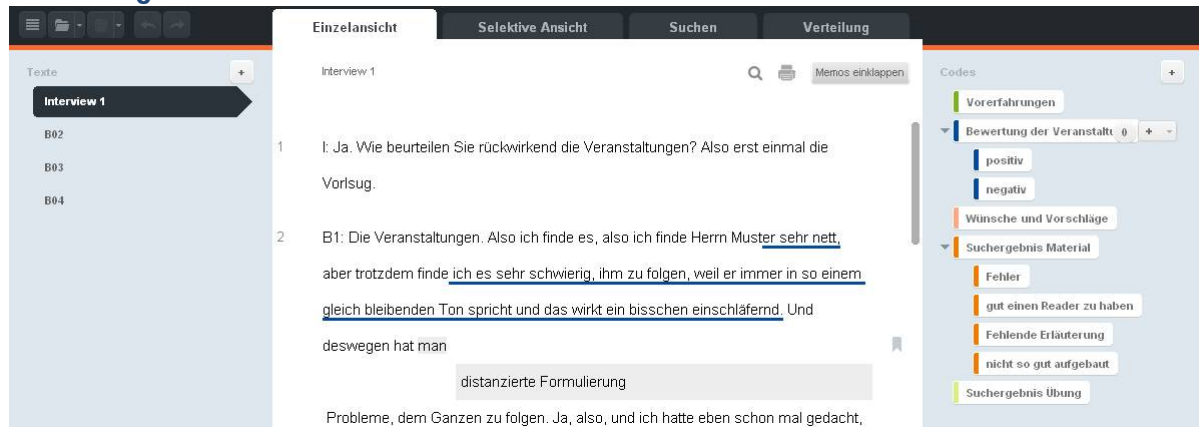 Einzelansicht
Selektive Ansicht
Suchen
Verteilung
Texte
+
Interview 1
B02
B03
B04
Interview 1
Memos einklappen
1
I: Ja. Wie beurteilen Sie rückwirkend die Veranstaltungen? Also erst einmal die
Vorlsug.
2
B1: Die Veranstaltungen. Also ich finde es, also ich finde Herrn Muster sehr nett,
aber trotzdem finde ich es sehr schwierig, ihm zu folgen, weil er immer in so einem
gleich bleibenden Ton spricht und das wirkt ein bisschen einschläfernd. Und
deswegen hat man
distanzierte Formulierung
Probleme, dem Ganzen zu folgen. Ja, also, und ich hatte eben schon mal gedacht,
Codes
+
Vorerfahrungen
Bewertung der Veranstaltu 0 +
positiv
negativ
Wünsche und Vorschläge
Suchergebnis Material
Fehler
gut einen Reader zu haben
Fehlende Erläuterung
nicht so gut aufgebaut
Suchergebnis Übung